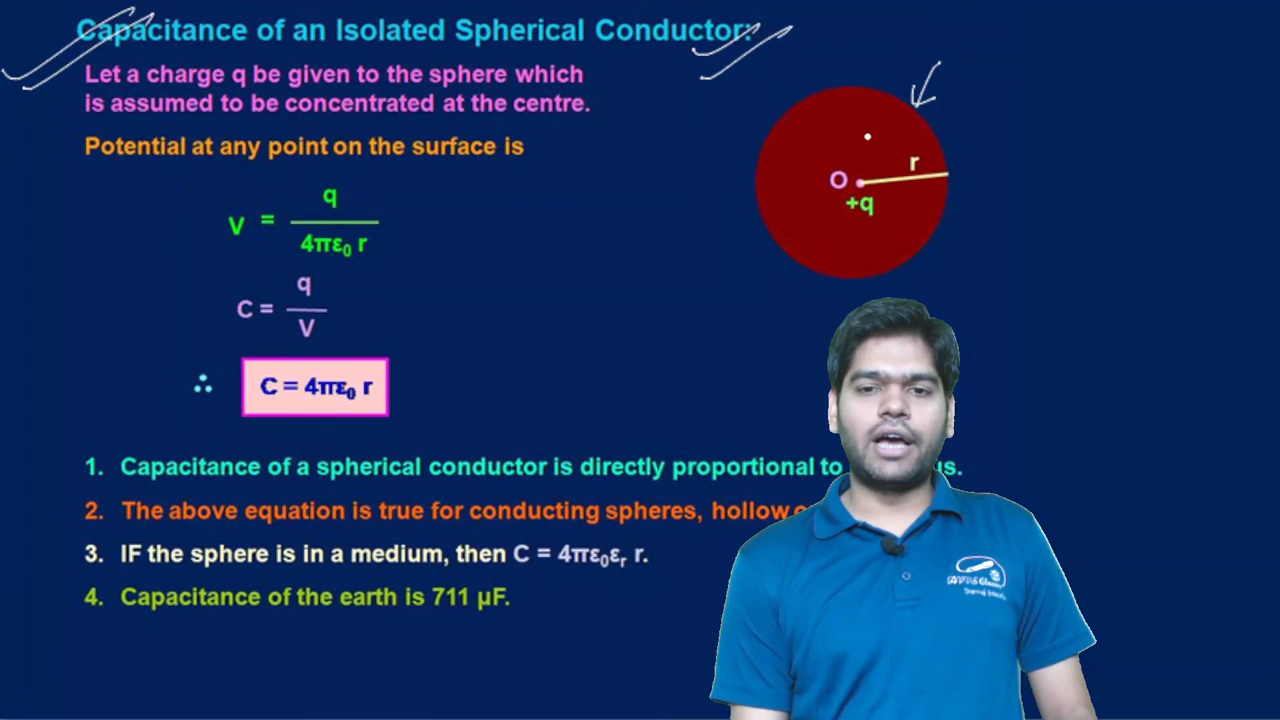 Capacitance of an Isolated Spherical Conductor:
Let a charge q be given to the sphere which
is assumed to be concentrated at the centre.
Potential at any point on the surface is
V = q / 4πε₀ r
C = q / V
∴ C = 4πε₀ r
O
r
+q
1. Capacitance of a spherical conductor is directly proportional to
2. The above equation is true for conducting spheres, hollow
3. IF the sphere is in a medium, then C = 4πε₀εᵣ r.
4. Capacitance of the earth is 711 μF.